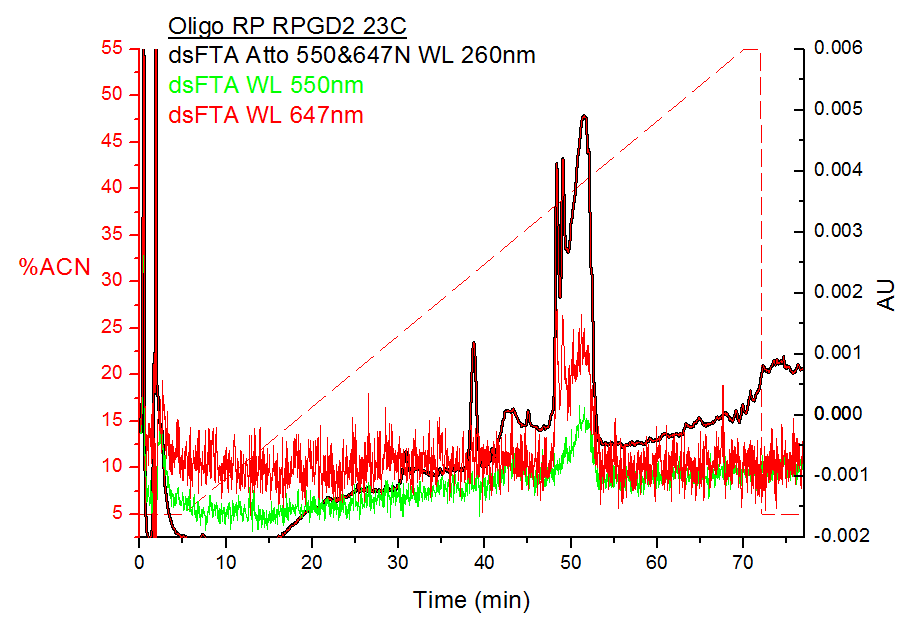 Oligo RP RPGD2 23C
dsFTA Atto 550&647N WL 260nm
dsFTA WL 550nm
dsFTA WL 647nm
55
50
45
40
35
30
25
20
15
10
5
%ACN
0.006
0.005
0.004
0.003
0.002
0.001
0.000
-0.001
-0.002
AU
0 10 20 30 40 50 60 70
Time (min)